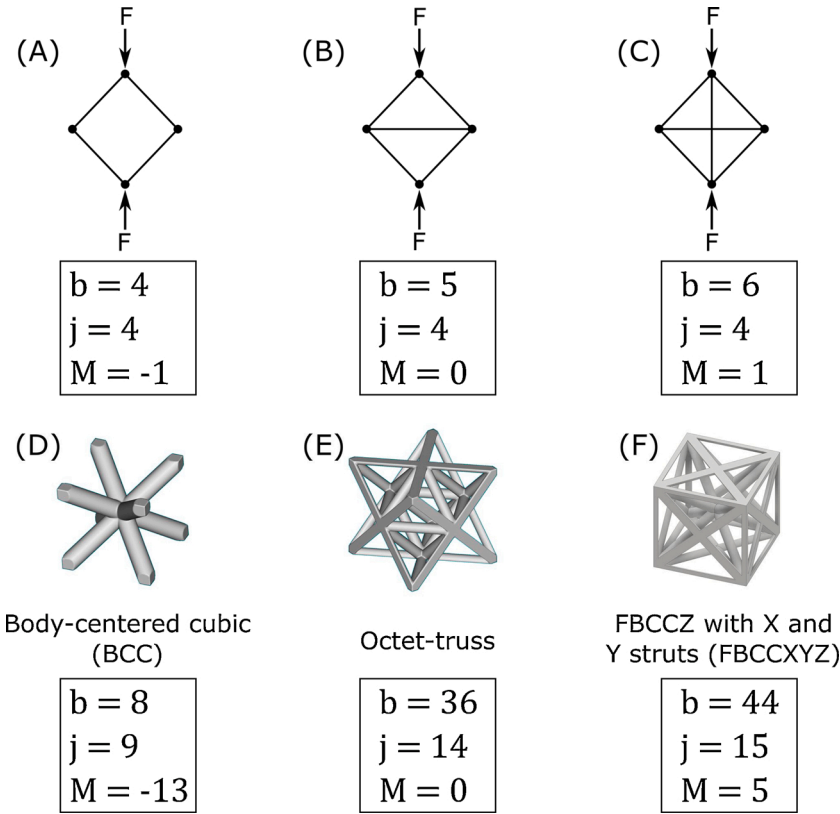 F F F
(A) (B) (C)
F F F
b = 4
j = 4
M = -1
b = 5
j = 4
M = 0
b = 6
j = 4
M = 1
(D) (E) (F)
Body-centered cubic
(BCC)
Octet-truss
FBCCZ with X and
Y struts (FBCCXYZ)
b = 8
j = 9
M = -13
b = 36
j = 14
M = 0
b = 44
j = 15
M = 5